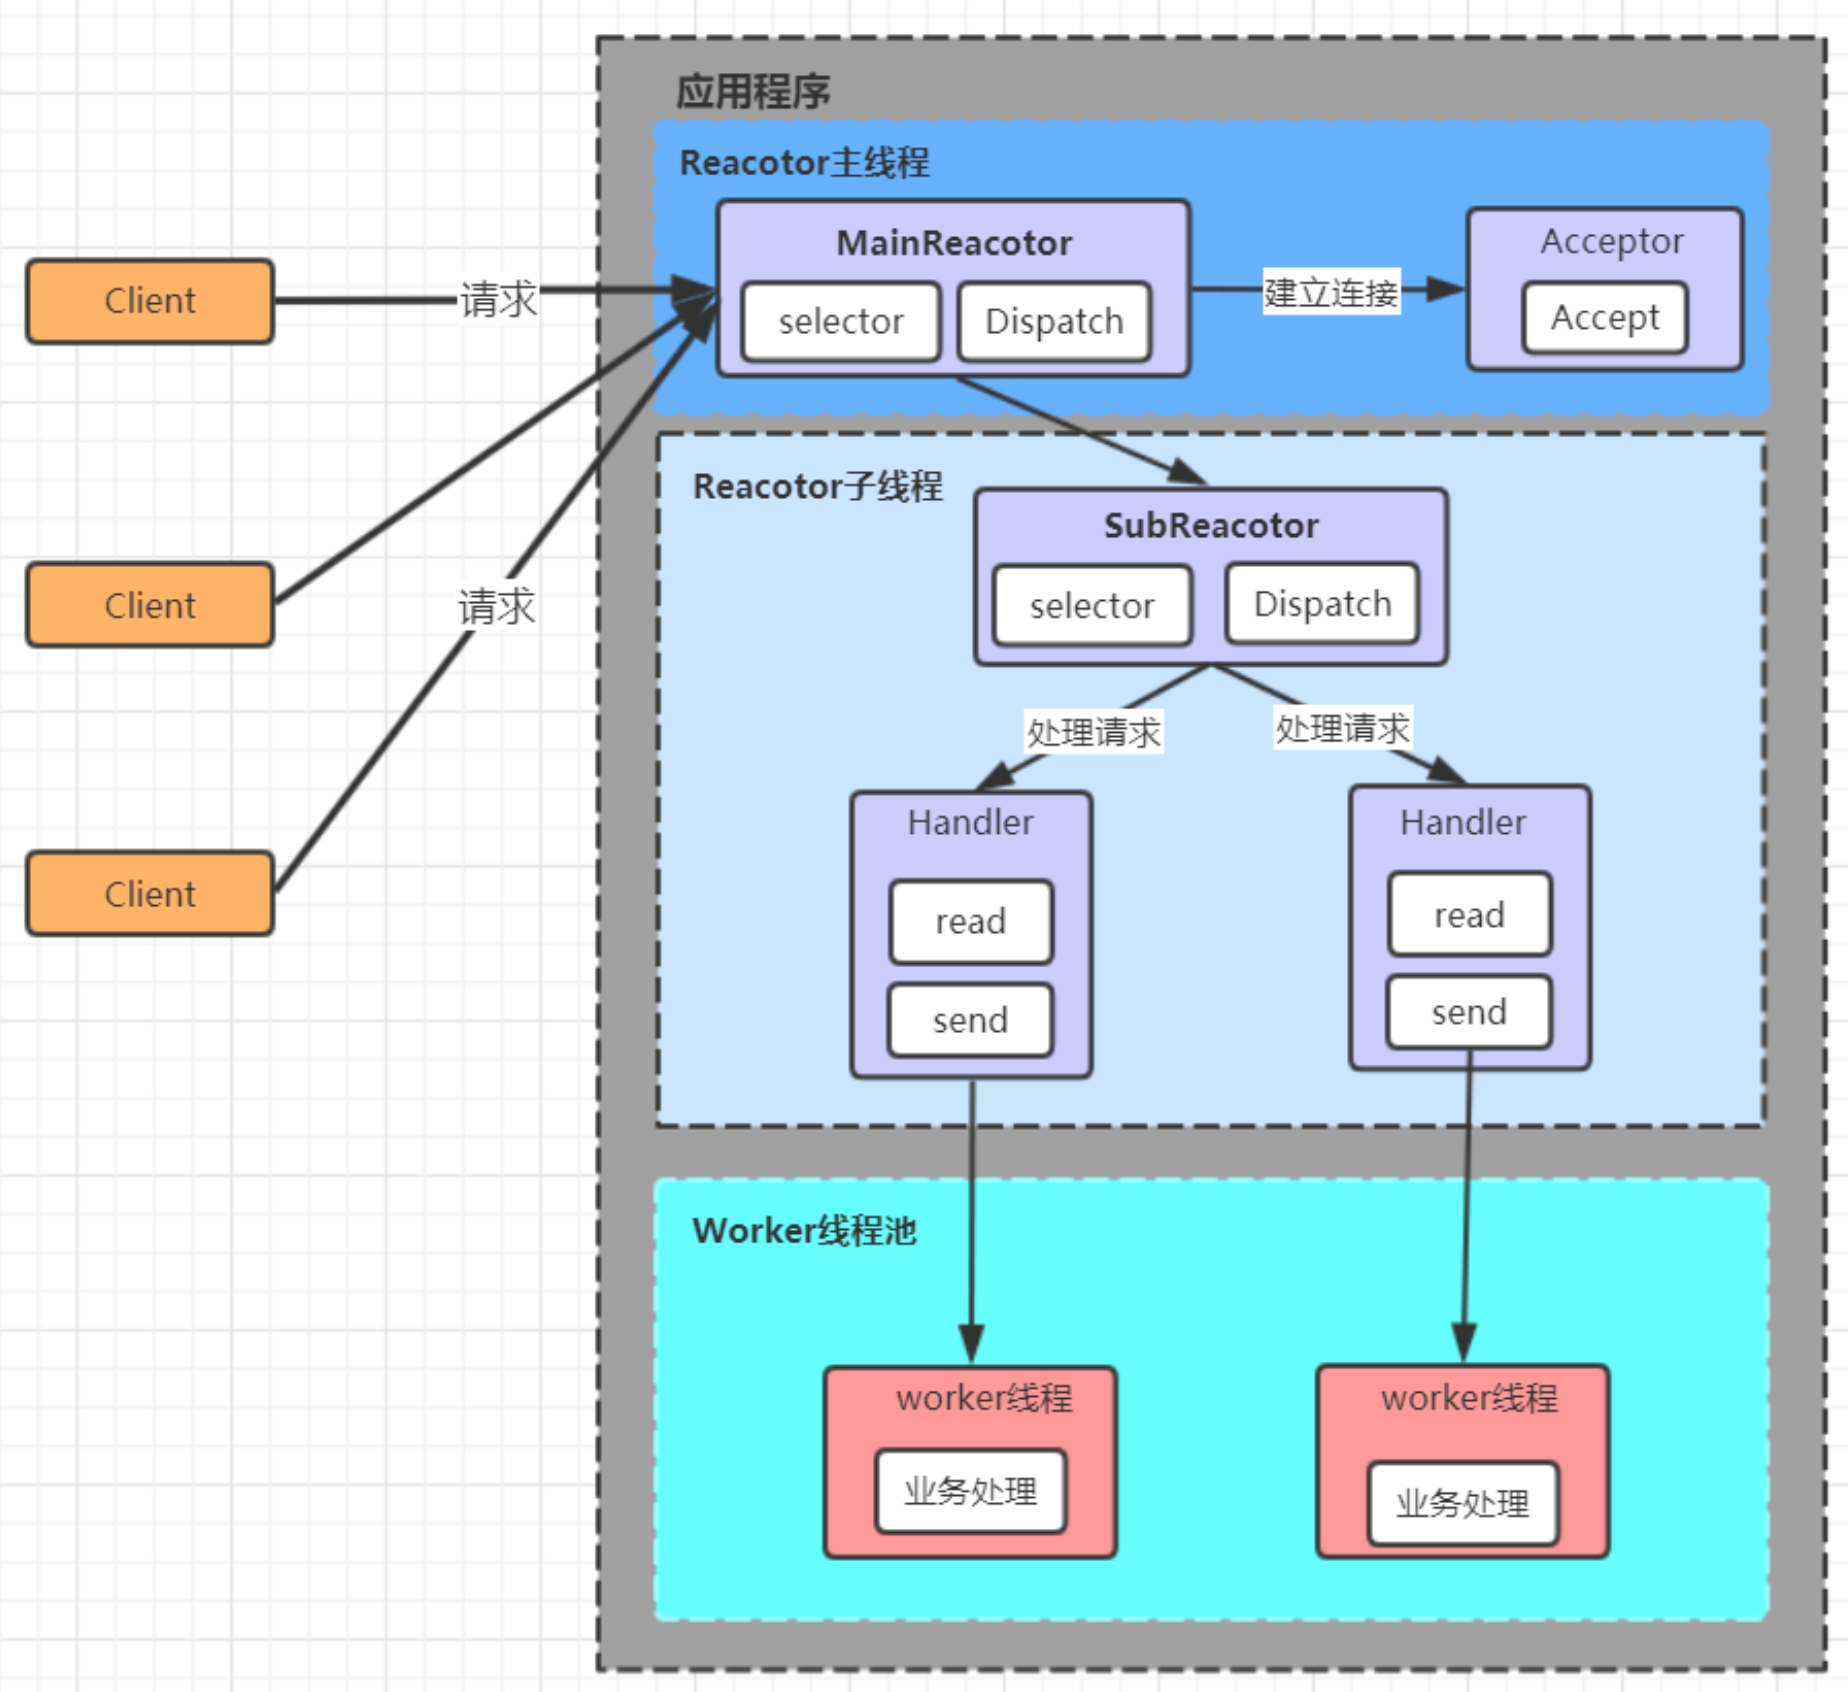 应用程序
Reacotor主线程
MainReacotor
selector
Dispatch
建立连接
Acceptor
Accept
Client
请求
Client
请求
Client
Reacotor子线程
SubReacotor
selector
Dispatch
处理请求
处理请求
Handler
read
send
Handler
read
send
Worker线程池
worker线程
业务处理
worker线程
业务处理